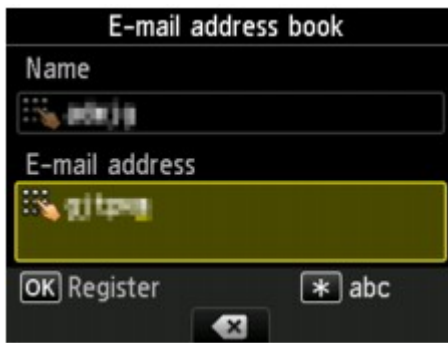 E-mail address book
Name
E-mail address
OK Register
* abc